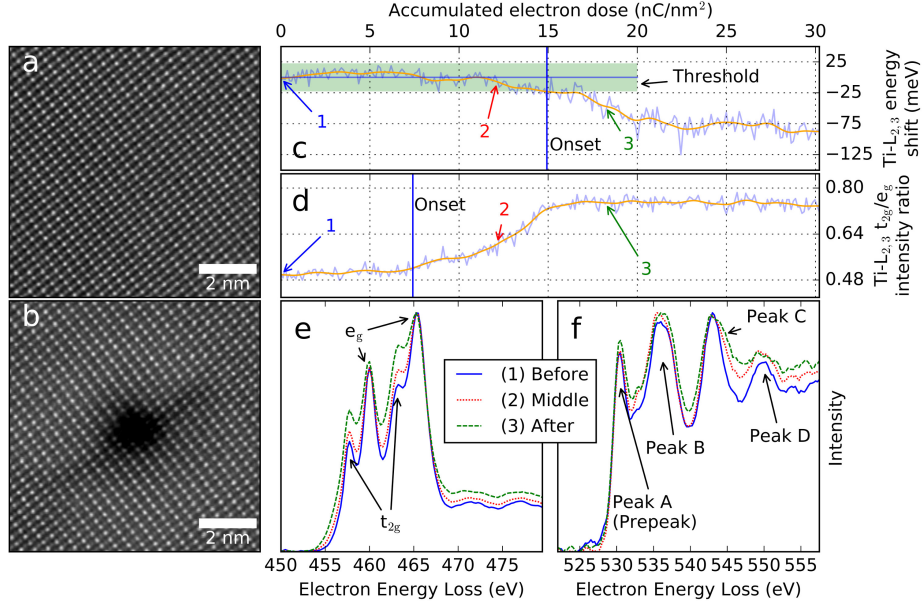 Accumulated electron dose (nC/nm²)
0 5 10 15 20 25 30
a
2 nm
b
2 nm
25
−25
−75
−125
Ti-L₂,₃ energy
shift (meV)
Threshold
1
2
3
Onset
c
d
Onset
1
2
3
0.80
0.64
0.48
Ti-L₂,₃ t₂g/e_g
intensity ratio
e
e_g
t₂g
450 455 460 465 470 475
Electron Energy Loss (eV)
(1) Before
(2) Middle
(3) After
f
Peak C
Peak B
Peak D
Peak A
(Prepeak)
525 530 535 540 545 550 555
Electron Energy Loss (eV)
Intensity